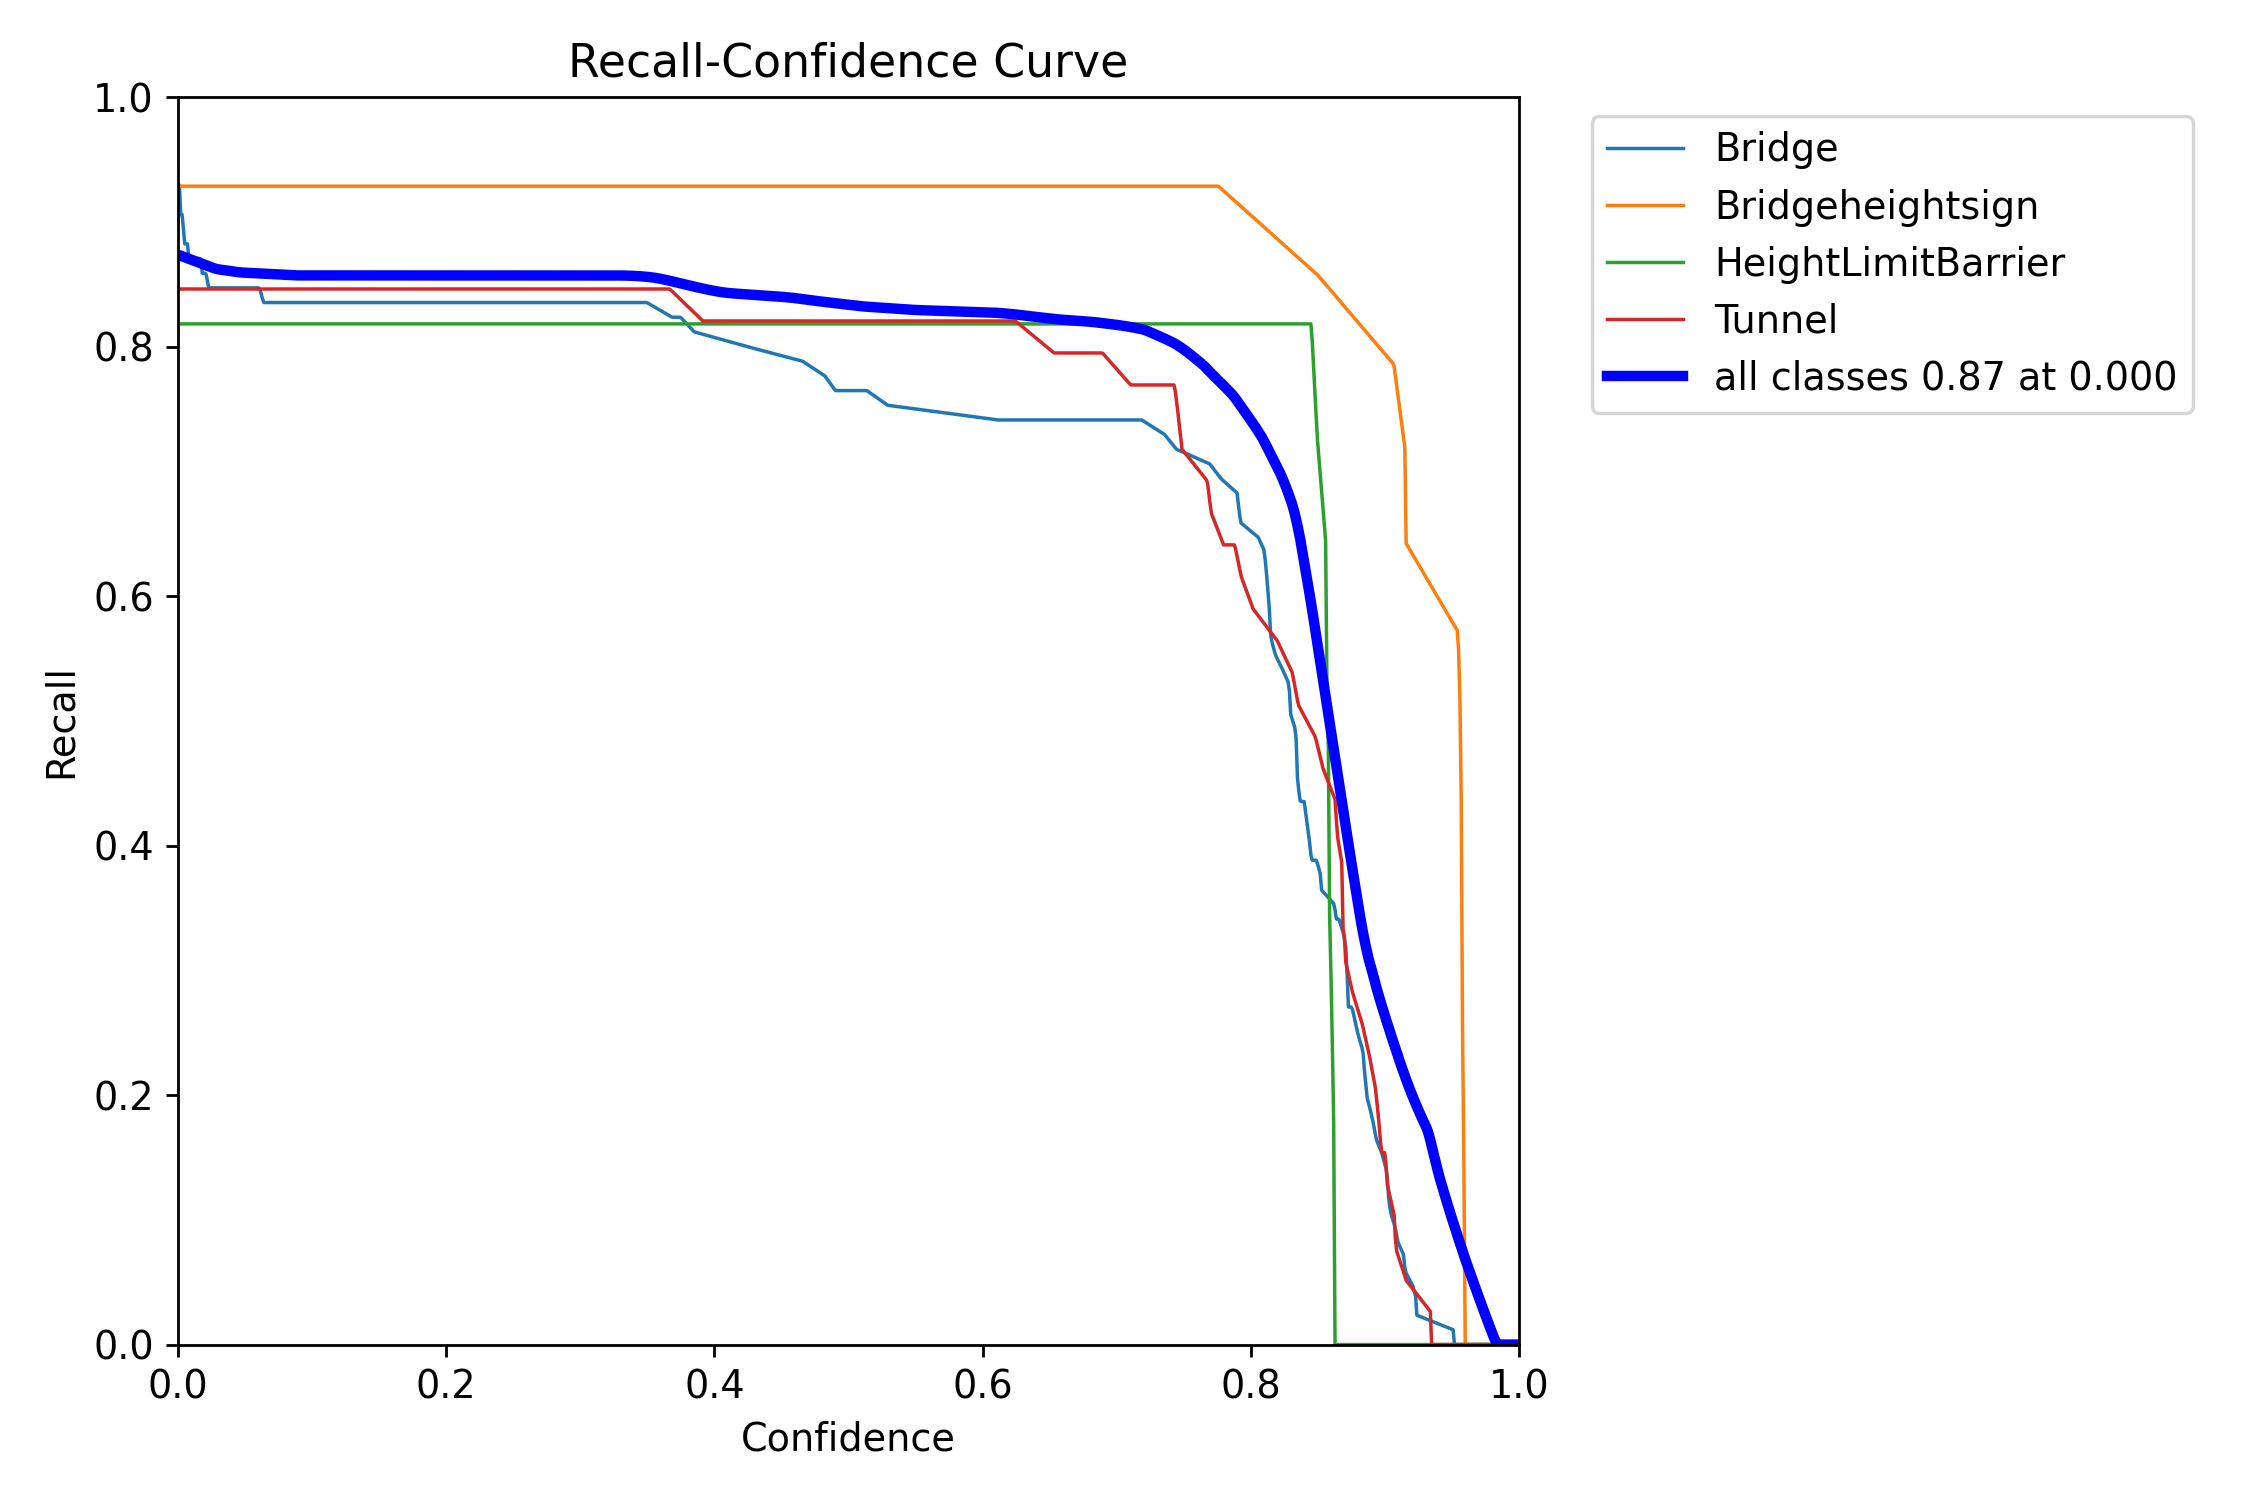 Recall-Confidence Curve
1.0
0.8
0.6
0.4
0.2
0.0
Recall
0.0 0.2 0.4 0.6 0.8 1.0
Confidence
Bridge
Bridgeheightsign
HeightLimitBarrier
Tunnel
all classes 0.87 at 0.000